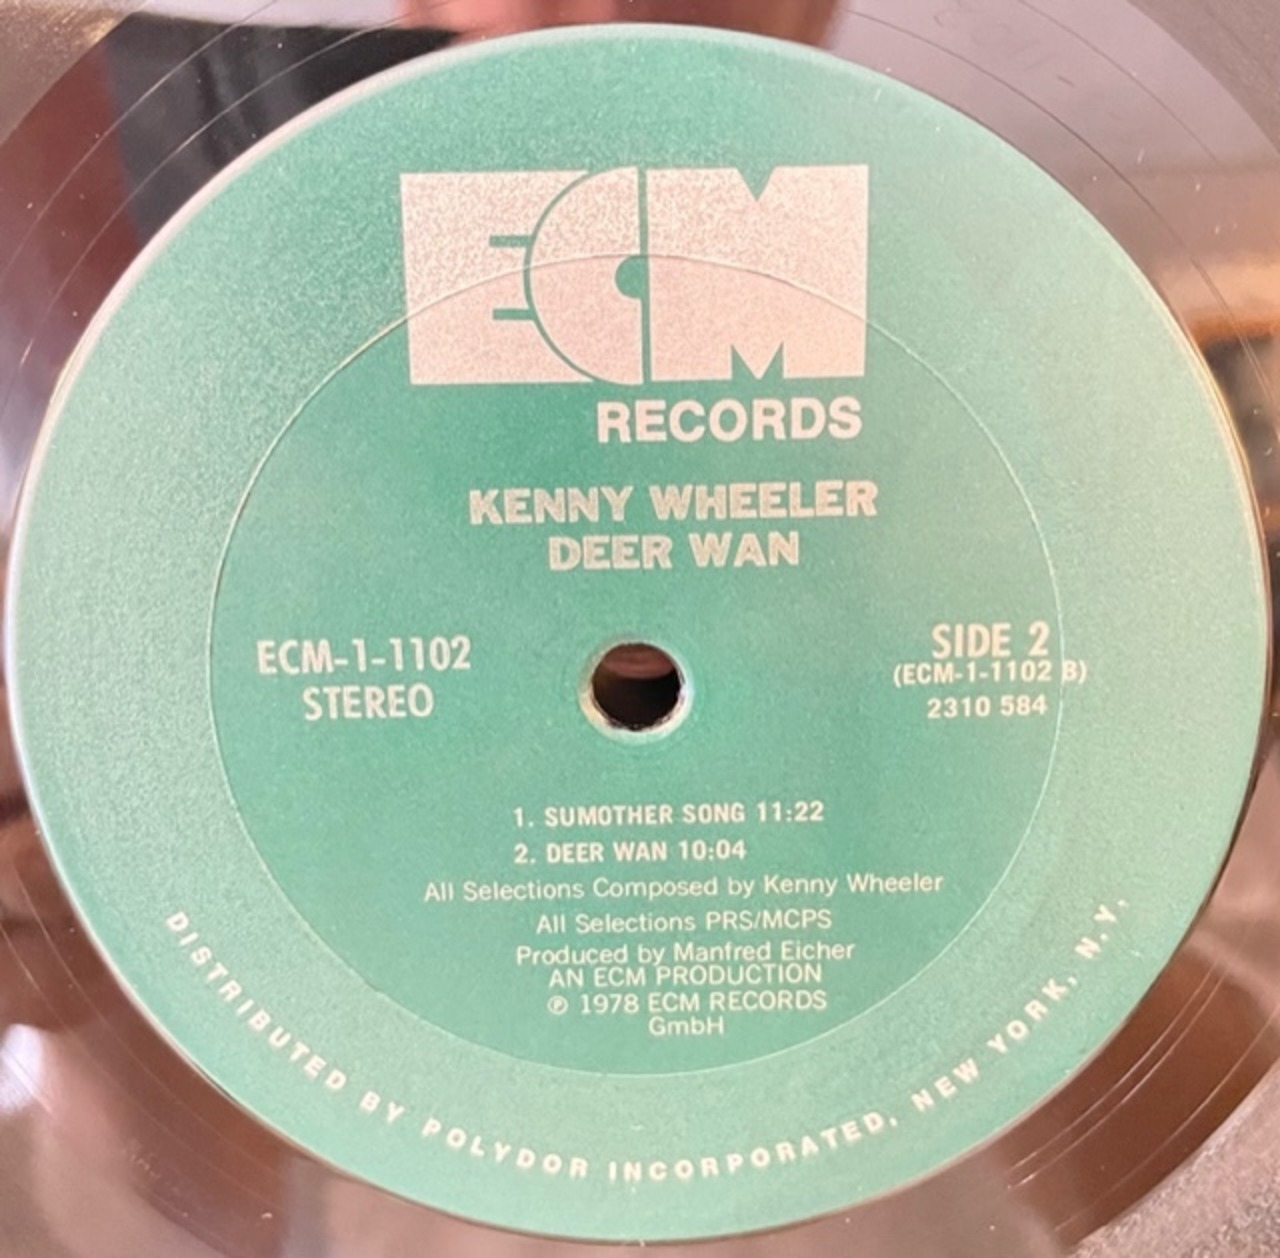 ECM
RECORDS
KENNY WHEELER
DEER WAN
ECM-1-1102
STEREO
SIDE 2
(ECM-1-1102 B)
2310 584
1. SUMOTHER SONG 11:22
2. DEER WAN 10:04
All Selections Composed by Kenny Wheeler
All Selections PRS/MCPS
Produced by Manfred Eicher
AN ECM PRODUCTION
℗ 1978 ECM RECORDS
GmbH
DISTRIBUTED BY POLYDOR INCORPORATED, NEW YORK, N.Y.